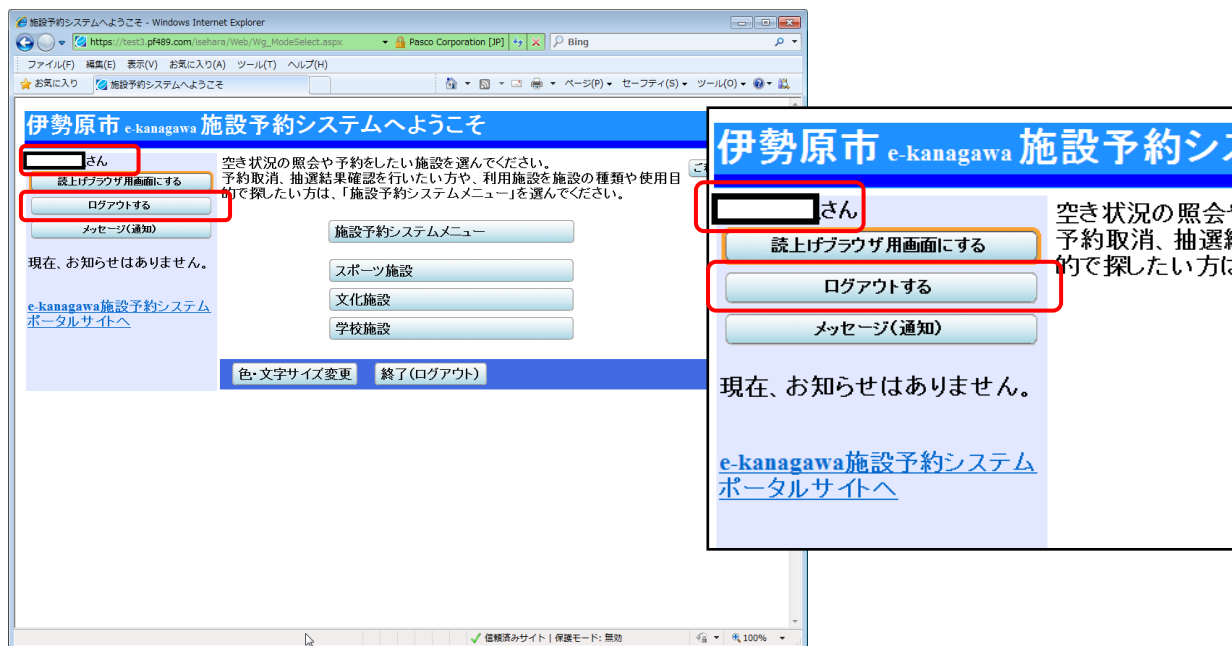 施設予約システムへようこそ - Windows Internet Explorer
https://test3.pf489.com/isehara/Web/Wg_ModeSelect.aspx Pasco Corporation [JP] Bing
ファイル(F) 編集(E) 表示(V) お気に入り(A) ツール(T) ヘルプ(H)
お気に入り 施設予約システムへようこそ ページ(P) セーフティ(S) ツール(O)
伊勢原市 e-kanagawa 施設予約システムへようこそ
さん
読上げブラウザ用画面にする
ログアウトする
メッセージ(通知)
現在、お知らせはありません。
e-kanagawa施設予約システム
ポータルサイトへ
空き状況の照会や予約をしたい施設を選んでください。
予約取消、抽選結果確認を行いたい方や、利用施設を施設の種類や使用目
的で探したい方は、「施設予約システムメニュー」を選んでください。
施設予約システムメニュー
スポーツ施設
文化施設
学校施設
色・文字サイズ変更 終了(ログアウト)
信頼済みサイト | 保護モード: 無効 100%
伊勢原市 e-kanagawa 施設予約シ
さん
読上げブラウザ用画面にする
ログアウトする
メッセージ(通知)
現在、お知らせはありません。
e-kanagawa施設予約システム
ポータルサイトへ
空き状況の照会
予約取消、抽選
的で探したい方